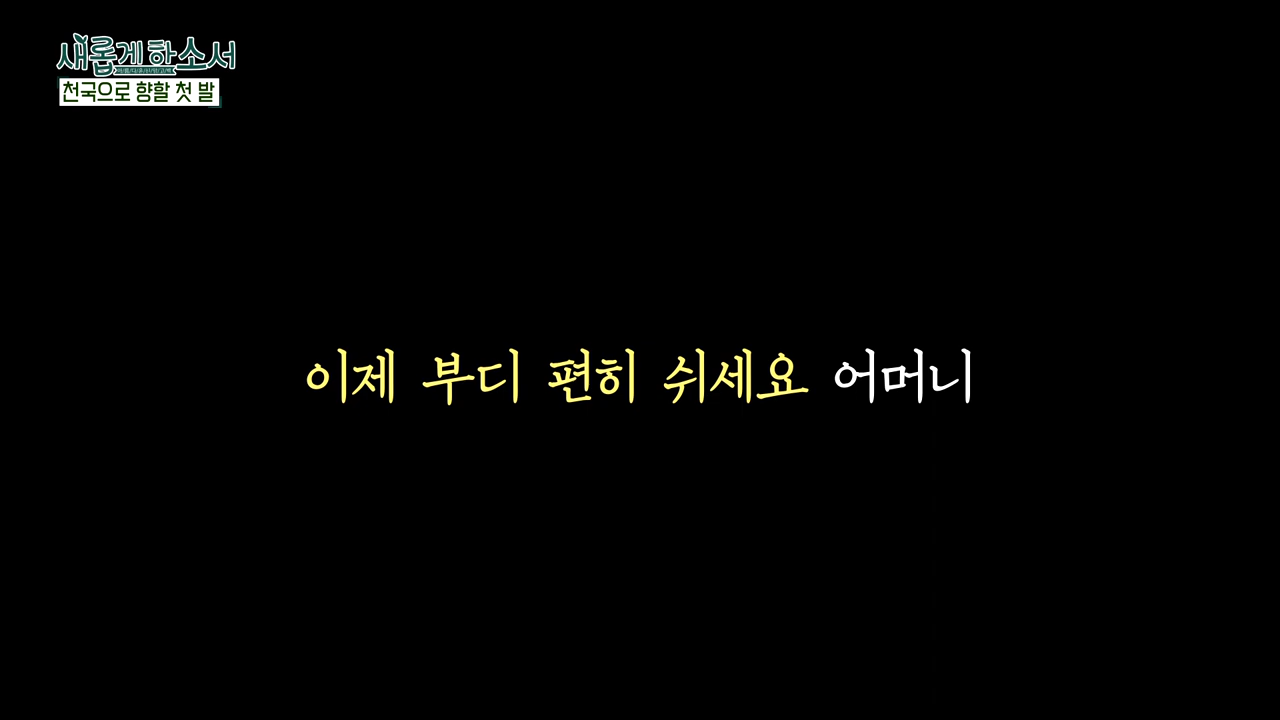 새롭게 하소서
천국으로 향할 첫 발
이제 부디 편히 쉬세요 어머니